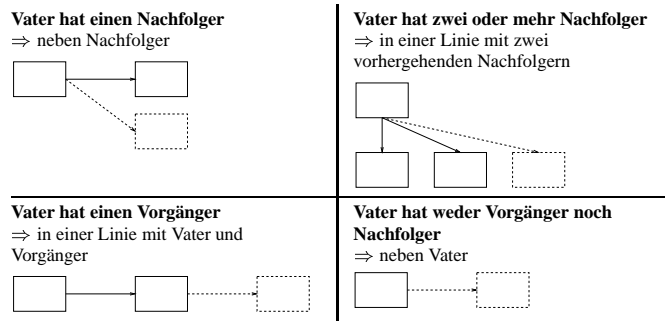 Vater hat einen Nachfolger
⇒ neben Nachfolger
Vater hat zwei oder mehr Nachfolger
⇒ in einer Linie mit zwei
vorhergehenden Nachfolgern
Vater hat einen Vorgänger
⇒ in einer Linie mit Vater und
Vorgänger
Vater hat weder Vorgänger noch
Nachfolger
⇒ neben Vater